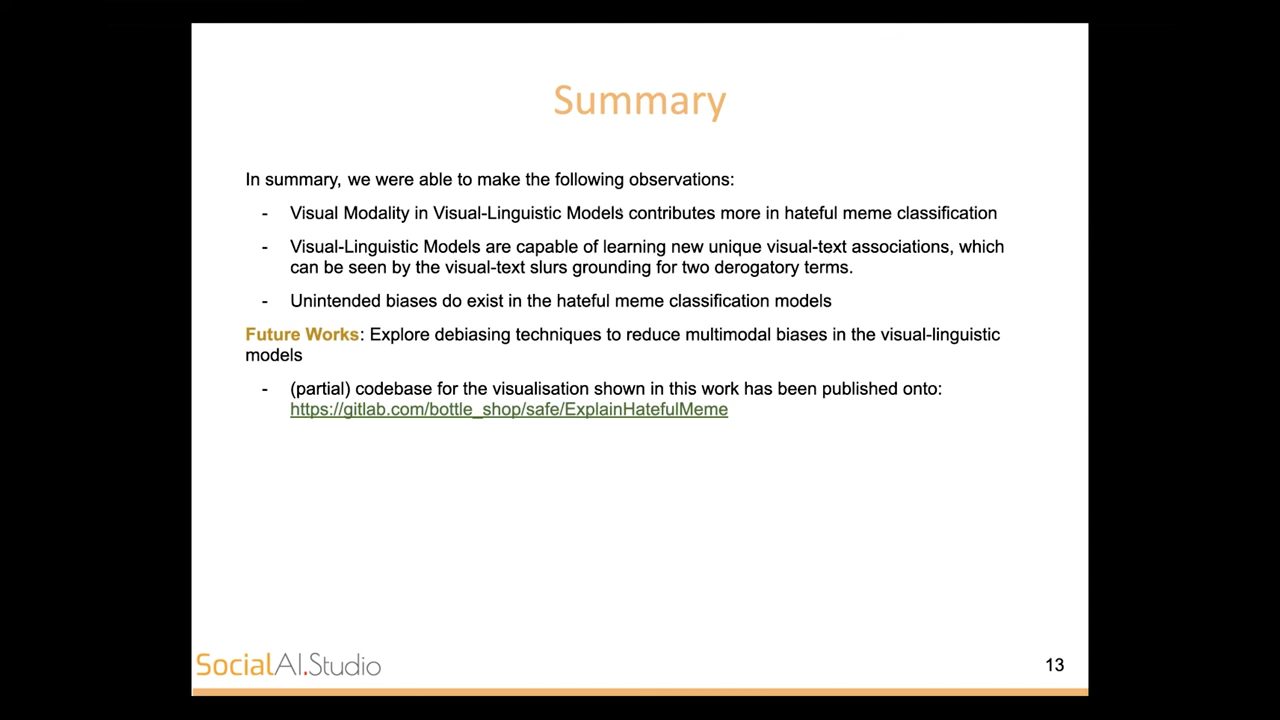 Summary
In summary, we were able to make the following observations:
- Visual Modality in Visual-Linguistic Models contributes more in hateful meme classification
- Visual-Linguistic Models are capable of learning new unique visual-text associations, which
can be seen by the visual-text slurs grounding for two derogatory terms.
- Unintended biases do exist in the hateful meme classification models
Future Works: Explore debiasing techniques to reduce multimodal biases in the visual-linguistic
models
- (partial) codebase for the visualisation shown in this work has been published onto:
https://gitlab.com/bottle_shop/safe/ExplainHatefulMeme
SocialAI.Studio
13